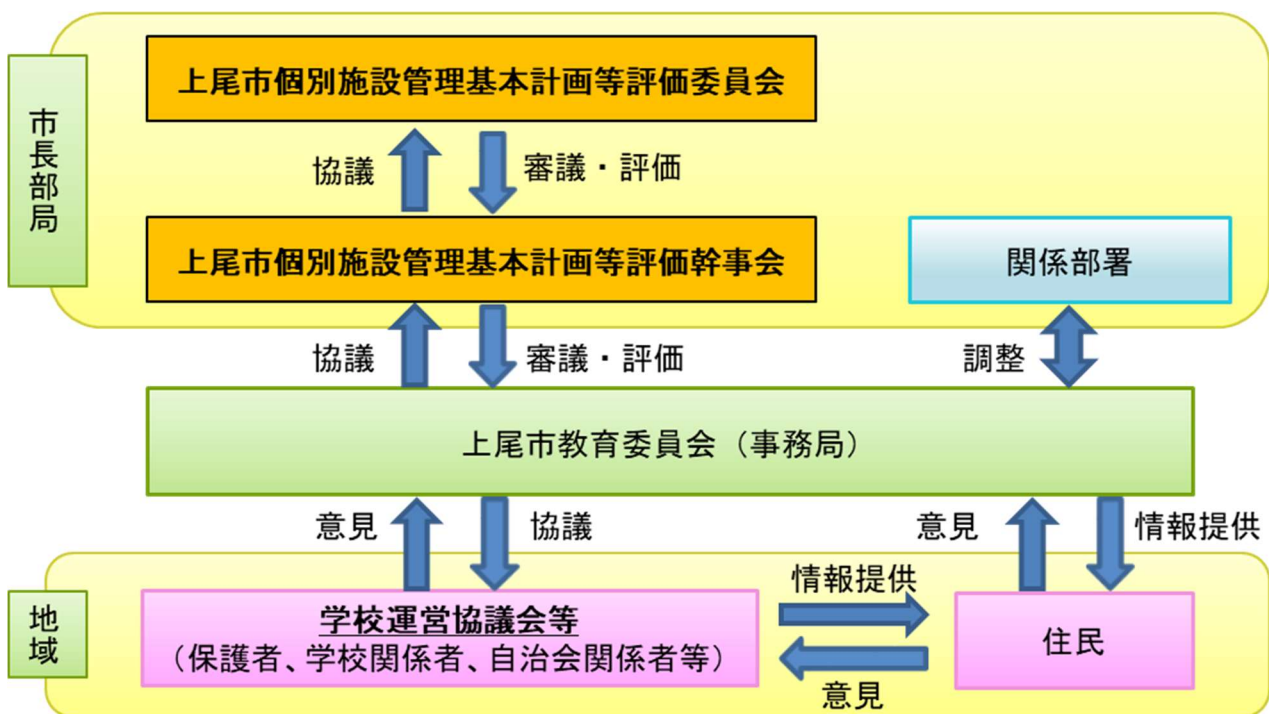 市長部局
上尾市個別施設管理基本計画等評価委員会
協議
審議・評価
上尾市個別施設管理基本計画等評価幹事会
関係部署
協議
審議・評価
調整
上尾市教育委員会（事務局）
意見
協議
意見
情報提供
地域
学校運営協議会等
（保護者、学校関係者、自治会関係者等）
情報提供
意見
住民